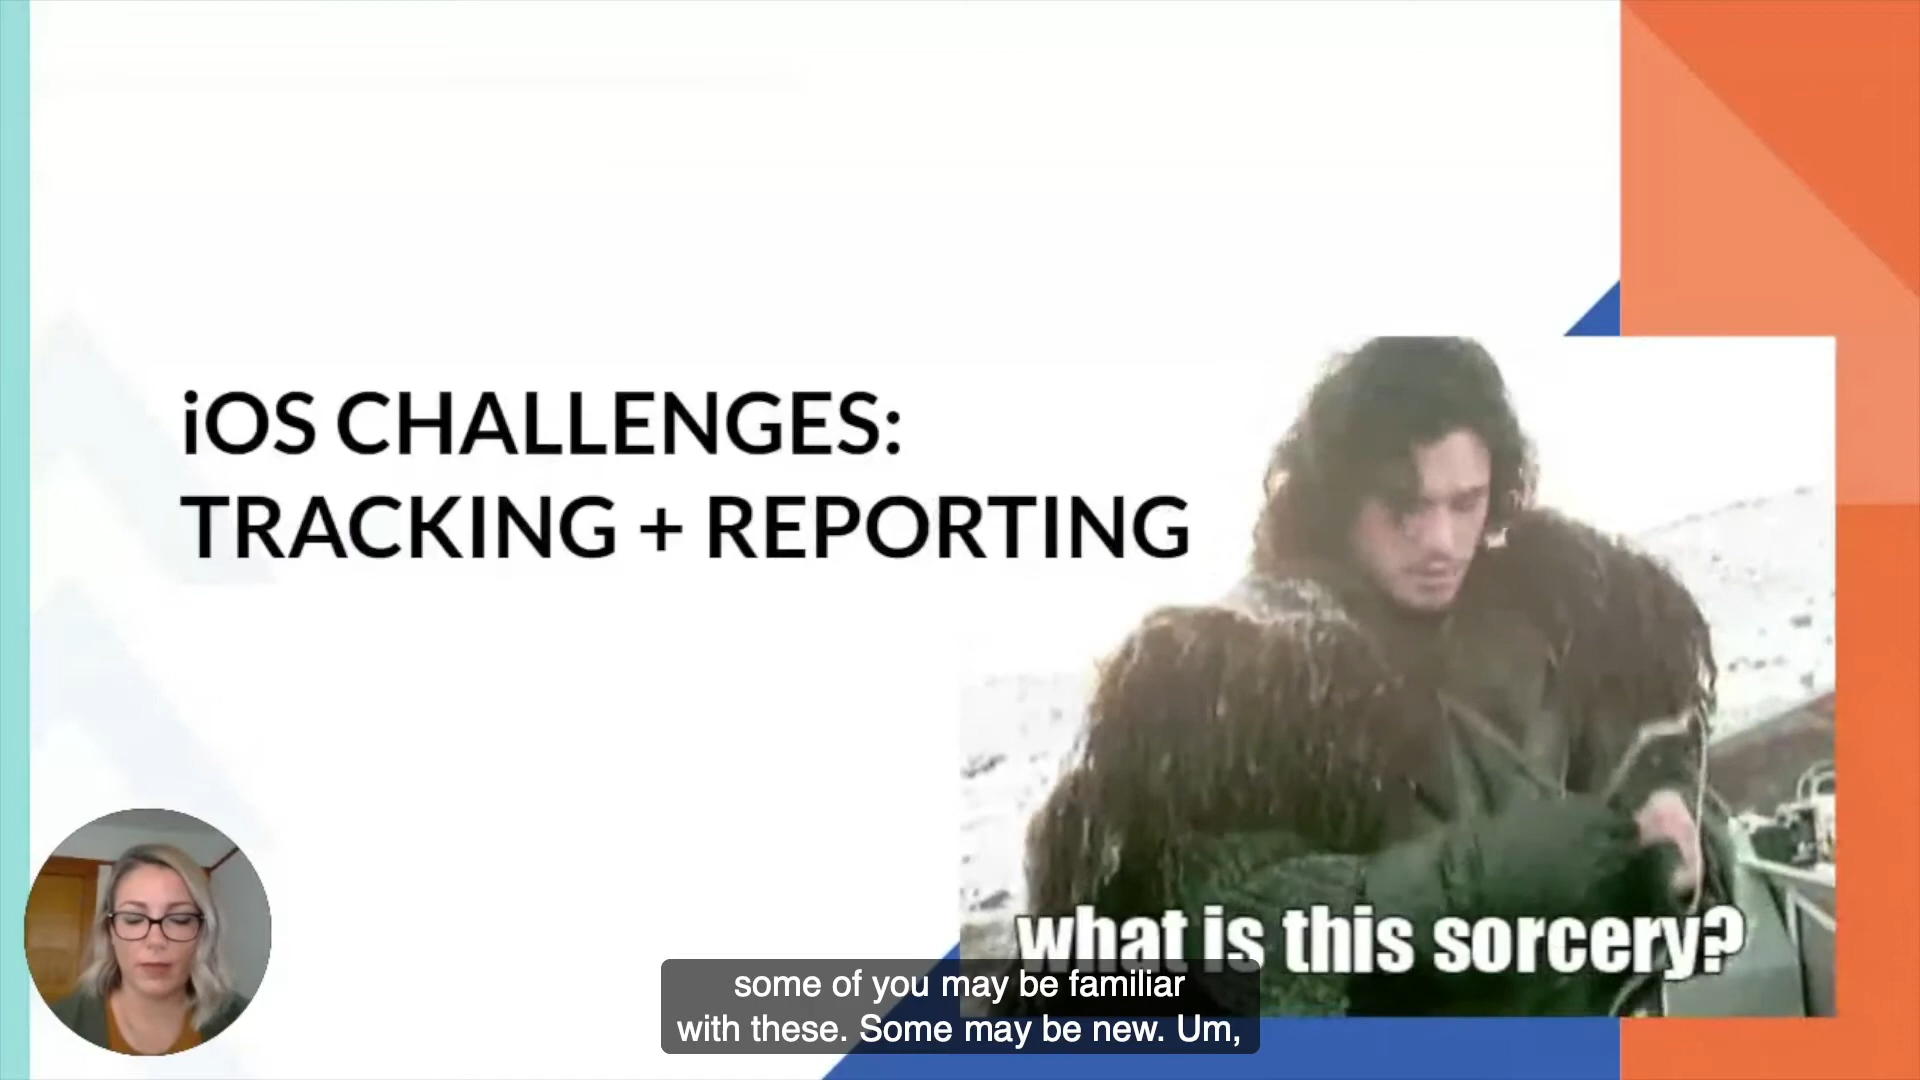 iOS CHALLENGES:
TRACKING + REPORTING
what is this sorcery?
some of you may be familiar
with these. Some may be new. Um,